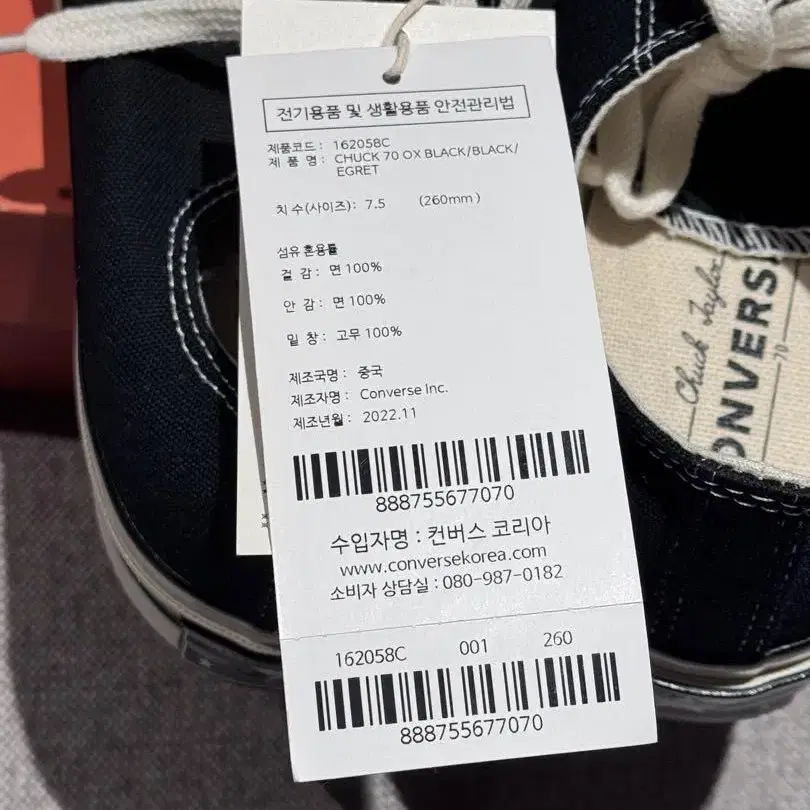 전기용품 및 생활용품 안전관리법
제품코드 : 162058C
제 품 명 : CHUCK 70 OX BLACK/BLACK/
EGRET
치 수(사이즈) : 7.5 (260mm)
섬유 혼용률
겉 감 : 면 100%
안 감 : 면 100%
밑 창 : 고무 100%
제조국명 : 중국
제조자명 : Converse Inc.
제조년월 : 2022.11
888755677070
수입자명 : 컨버스 코리아
www.conversekorea.com
소비자 상담실 : 080-987-0182
162058C 001 260
888755677070
Chuck Taylor
CONVERS
70